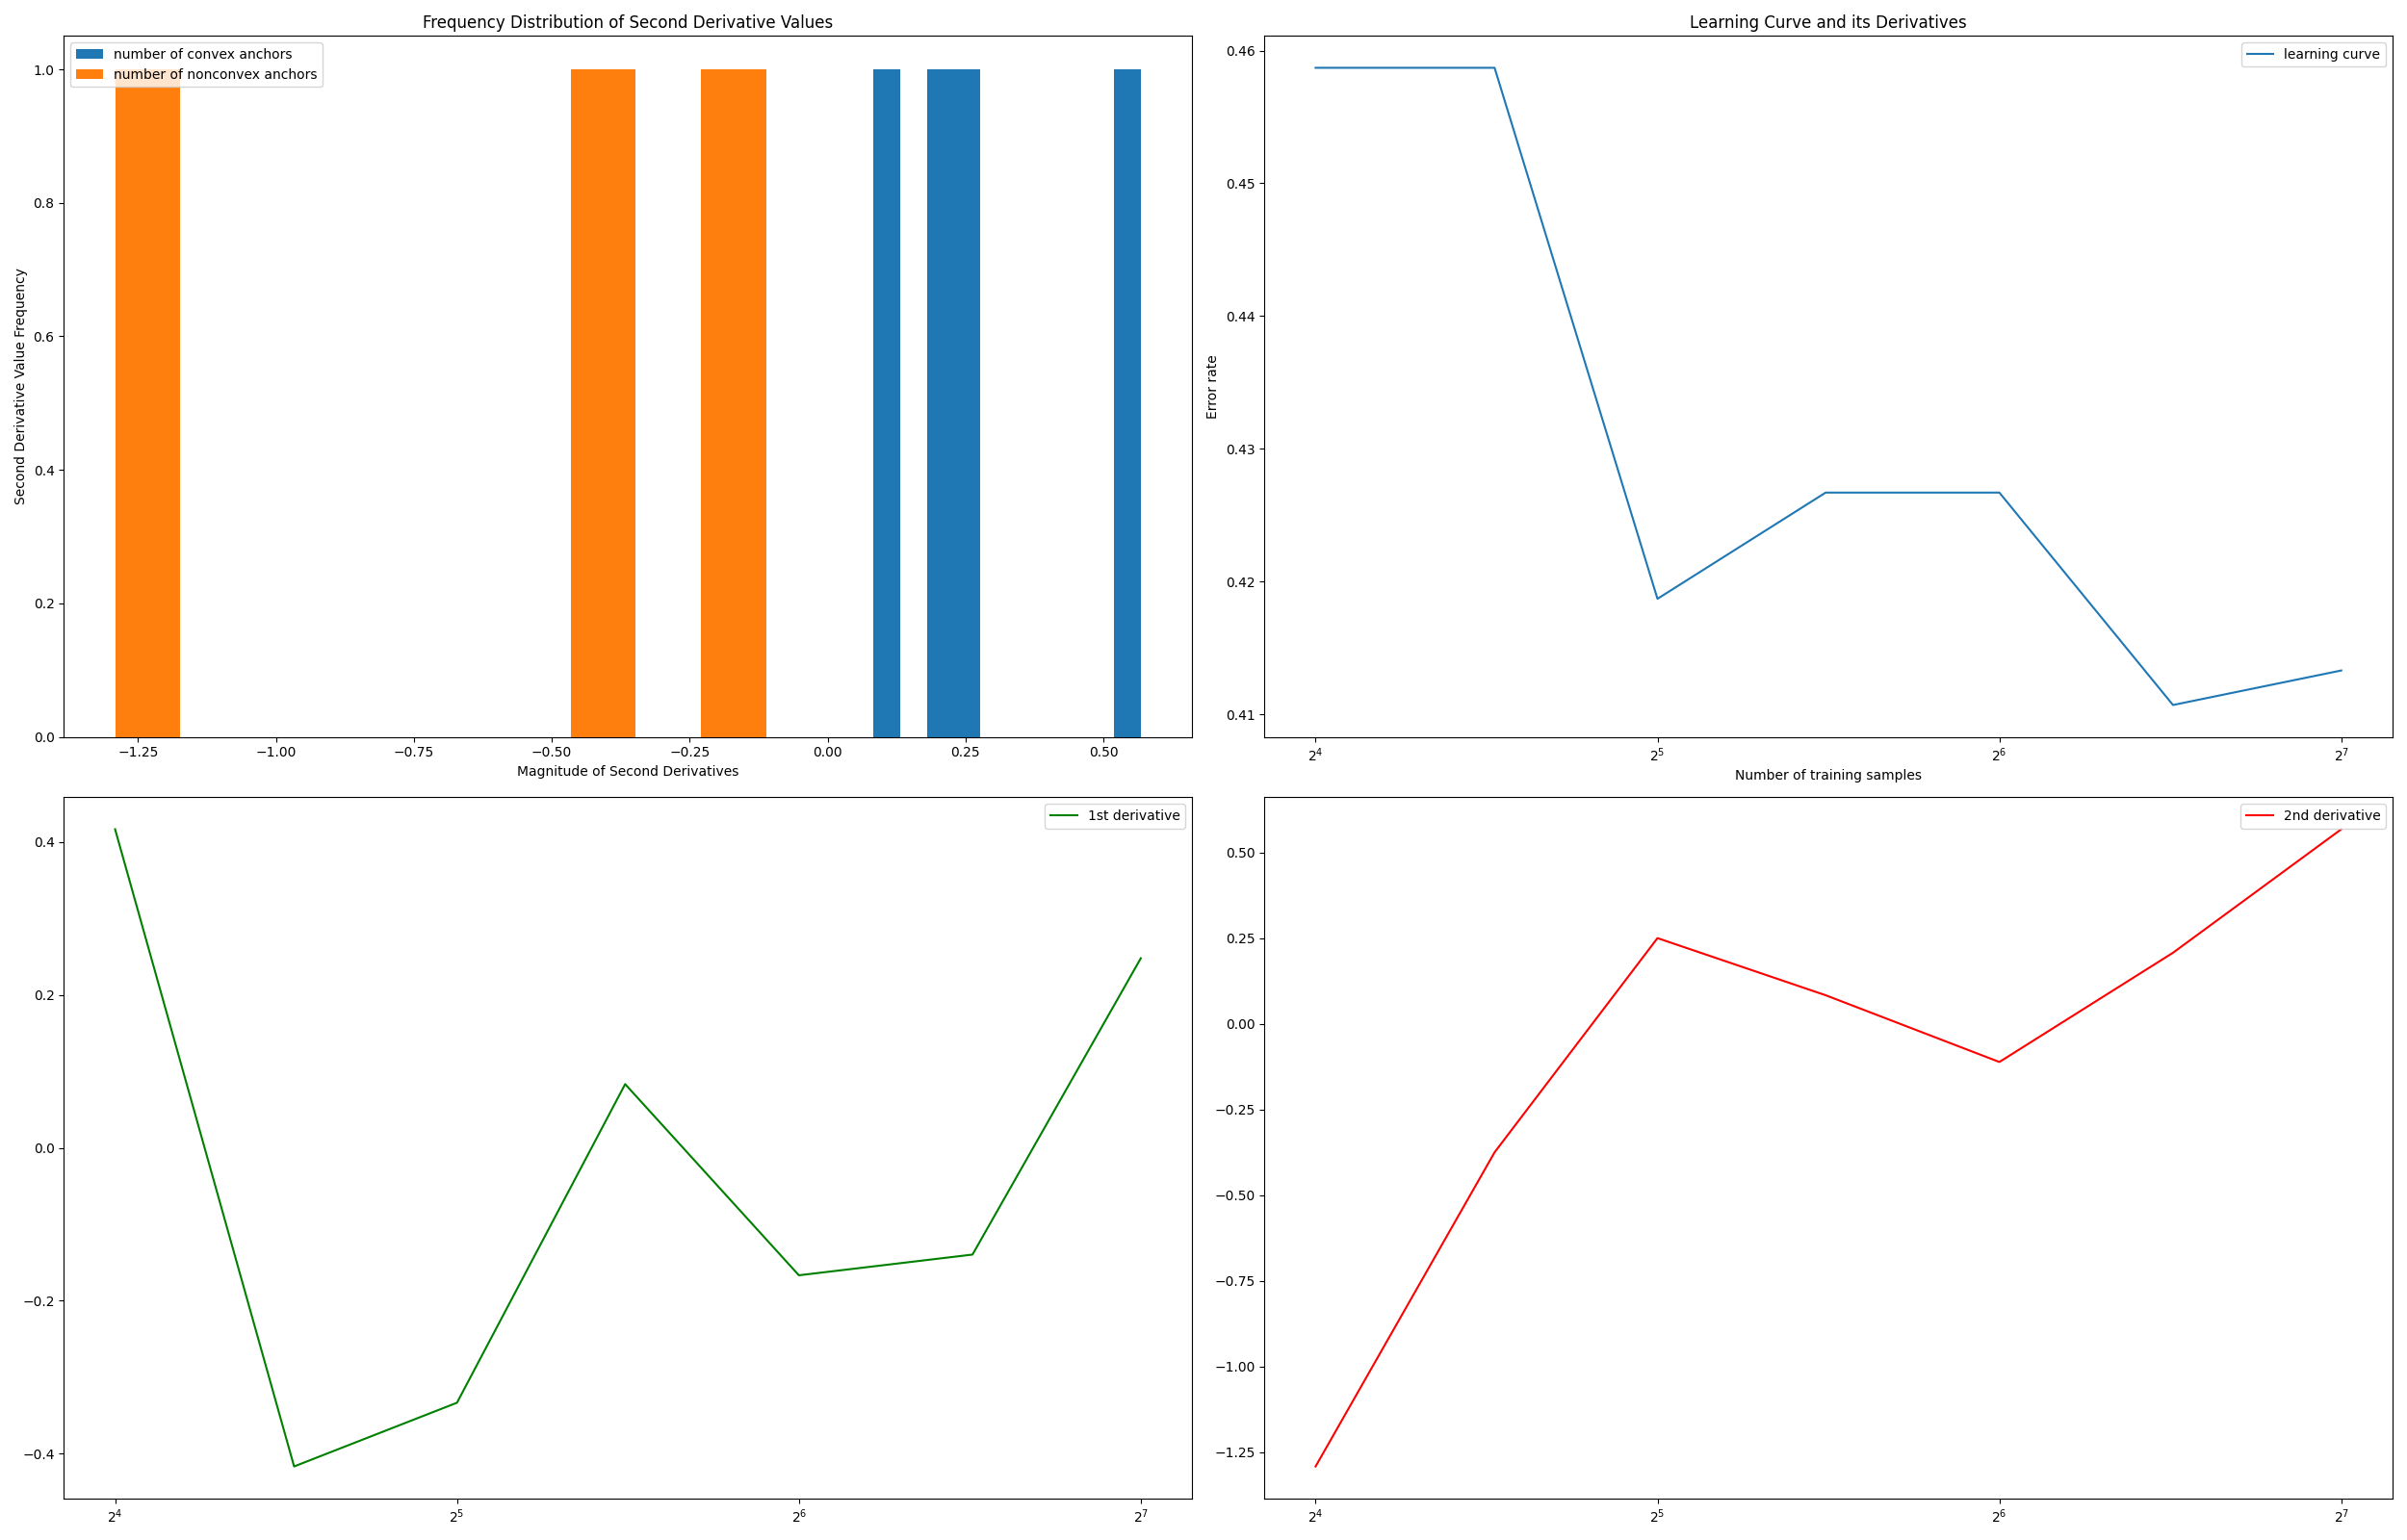 Frequency Distribution of Second Derivative Values
number of convex anchors
number of nonconvex anchors
Second Derivative Value Frequency
1.0
0.8
0.6
0.4
0.2
0.0
−1.25 −1.00 −0.75 −0.50 −0.25 0.00 0.25 0.50
Magnitude of Second Derivatives
Learning Curve and its Derivatives
learning curve
Error rate
0.46
0.45
0.44
0.43
0.42
0.41
2⁴ 2⁵ 2⁶ 2⁷
Number of training samples
1st derivative
0.4
0.2
0.0
−0.2
−0.4
2⁴ 2⁵ 2⁶ 2⁷
2nd derivative
0.50
0.25
0.00
−0.25
−0.50
−0.75
−1.00
−1.25
2⁴ 2⁵ 2⁶ 2⁷